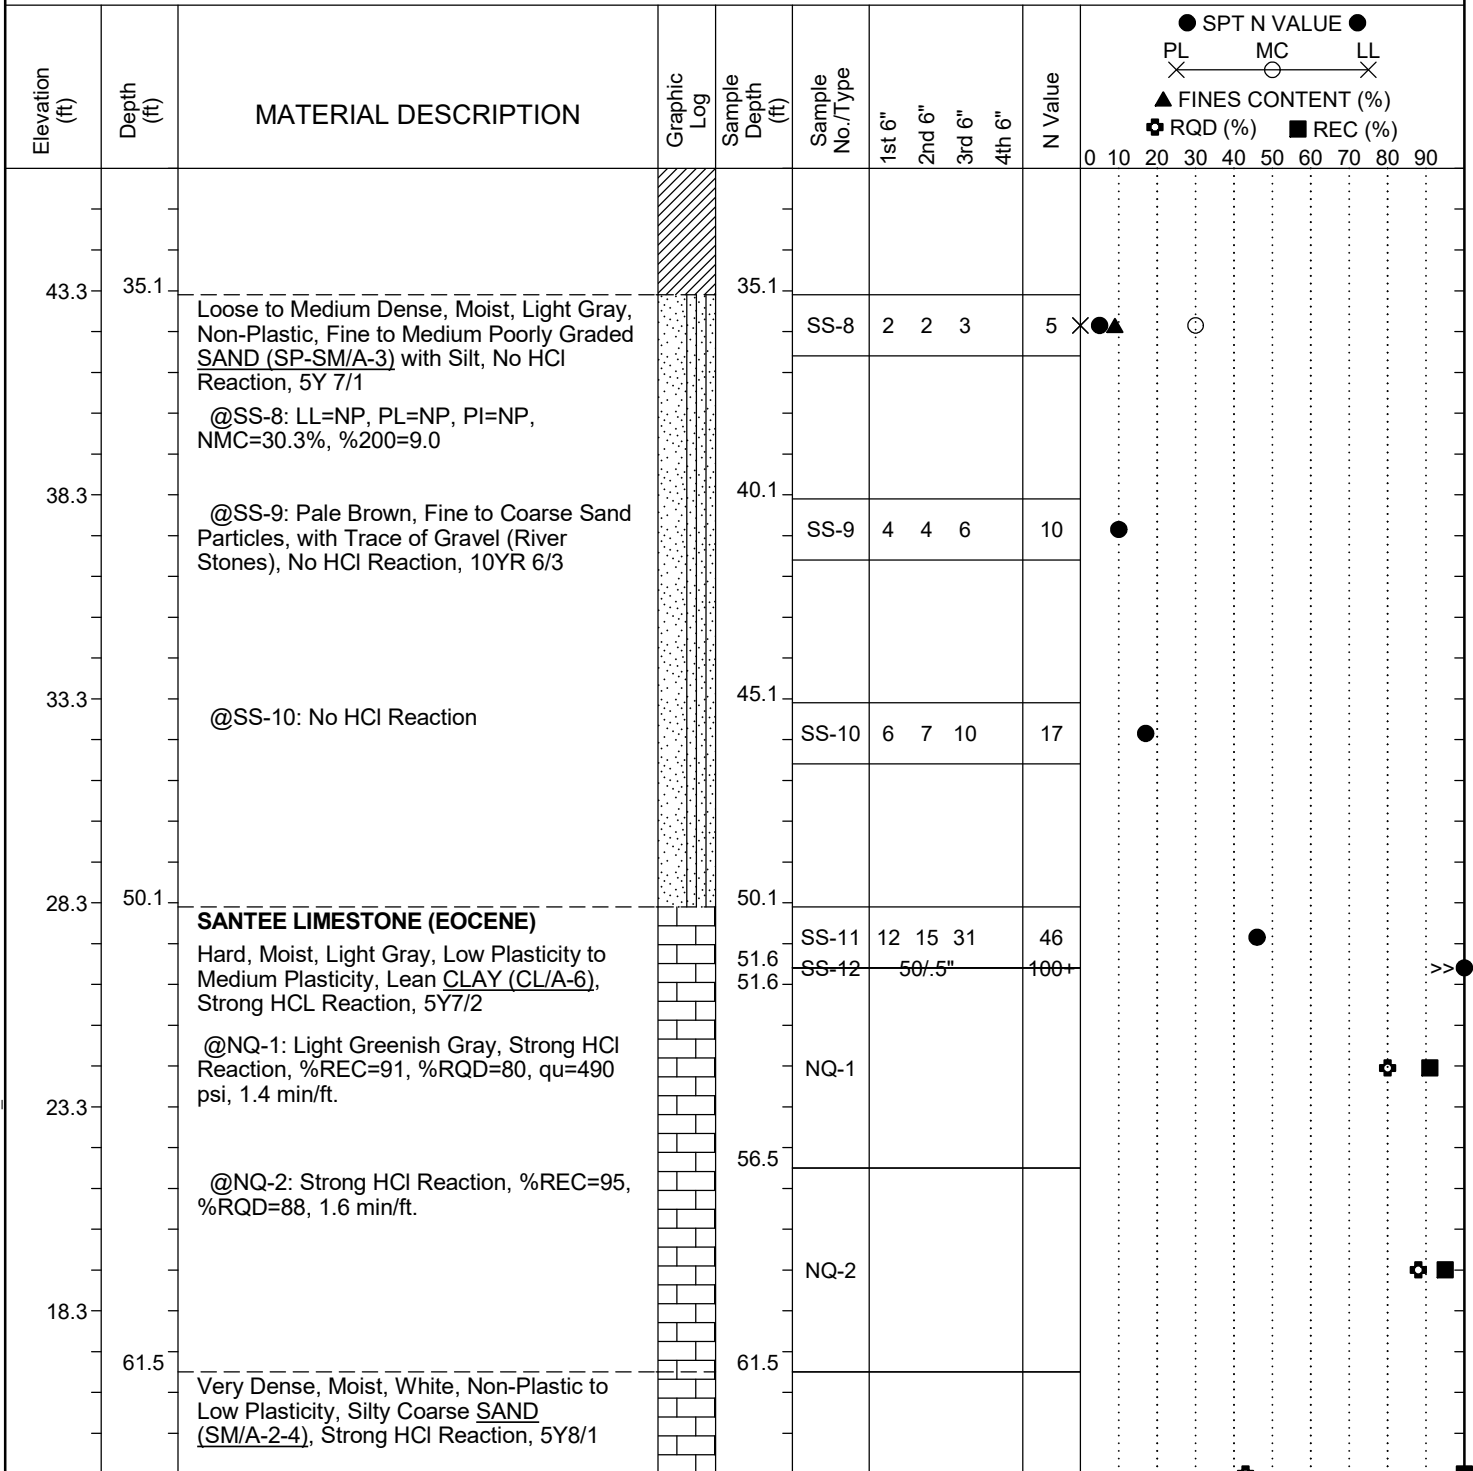 ● SPT N VALUE ●
PL MC LL
▲ FINES CONTENT (%)
RQD (%) ■ REC (%)
Elevation (ft)
Depth (ft)
MATERIAL DESCRIPTION
Graphic Log
Sample Depth (ft)
Sample No./Type
1st 6"
2nd 6"
3rd 6"
4th 6"
N Value
0 10 20 30 40 50 60 70 80 90
43.3 35.1 35.1
Loose to Medium Dense, Moist, Light Gray,
Non-Plastic, Fine to Medium Poorly Graded
SAND (SP-SM/A-3) with Silt, No HCl
Reaction, 5Y 7/1
SS-8 2 2 3 5
@SS-8: LL=NP, PL=NP, PI=NP,
NMC=30.3%, %200=9.0
38.3 40.1
@SS-9: Pale Brown, Fine to Coarse Sand
Particles, with Trace of Gravel (River
Stones), No HCl Reaction, 10YR 6/3
SS-9 4 4 6 10
33.3 45.1
@SS-10: No HCl Reaction
SS-10 6 7 10 17
28.3 50.1 50.1
SANTEE LIMESTONE (EOCENE)
SS-11 12 15 31 46
Hard, Moist, Light Gray, Low Plasticity to
Medium Plasticity, Lean CLAY (CL/A-6),
Strong HCL Reaction, 5Y7/2
51.6
SS-12 50/.5" 100+ >>
51.6
@NQ-1: Light Greenish Gray, Strong HCl
Reaction, %REC=91, %RQD=80, qu=490
psi, 1.4 min/ft.
NQ-1
23.3
56.5
@NQ-2: Strong HCl Reaction, %REC=95,
%RQD=88, 1.6 min/ft.
NQ-2
18.3
61.5 61.5
Very Dense, Moist, White, Non-Plastic to
Low Plasticity, Silty Coarse SAND
(SM/A-2-4), Strong HCl Reaction, 5Y8/1